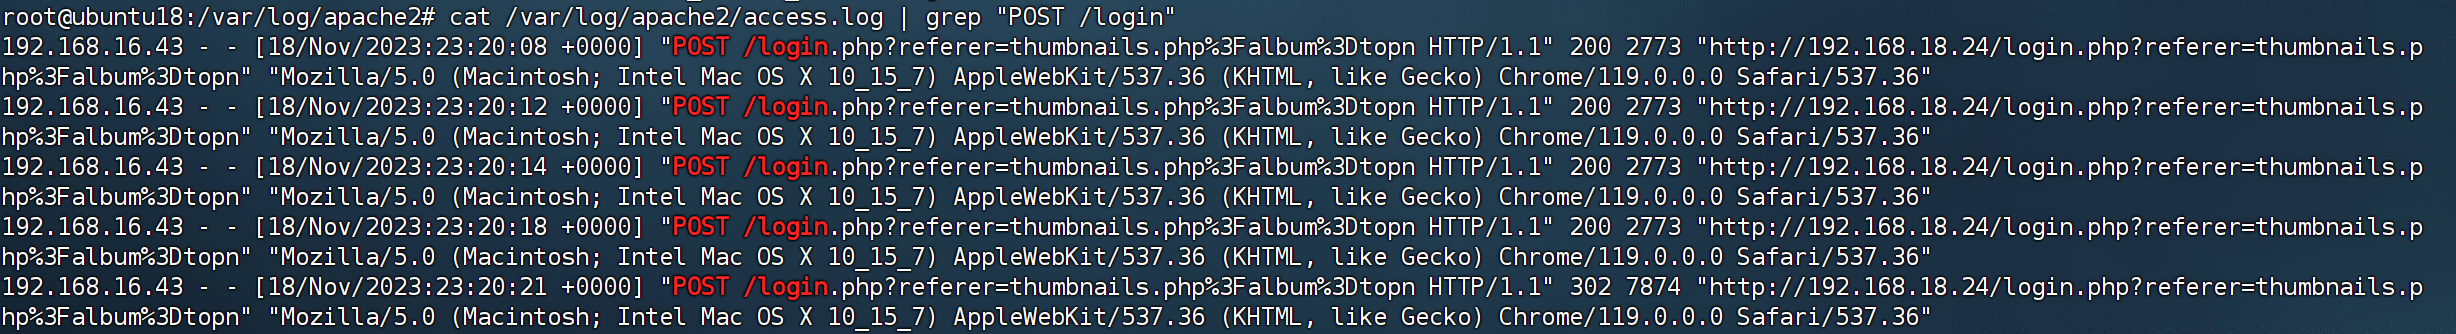 root@ubuntu18:/var/log/apache2# cat /var/log/apache2/access.log | grep "POST /login"
192.168.16.43 - - [18/Nov/2023:23:20:08 +0000] "POST /login.php?referer=thumbnails.php%3Falbum%3Dtopn HTTP/1.1" 200 2773 "http://192.168.18.24/login.php?referer=thumbnails.p
hp%3Falbum%3Dtopn" "Mozilla/5.0 (Macintosh; Intel Mac OS X 10_15_7) AppleWebKit/537.36 (KHTML, like Gecko) Chrome/119.0.0.0 Safari/537.36"
192.168.16.43 - - [18/Nov/2023:23:20:12 +0000] "POST /login.php?referer=thumbnails.php%3Falbum%3Dtopn HTTP/1.1" 200 2773 "http://192.168.18.24/login.php?referer=thumbnails.p
hp%3Falbum%3Dtopn" "Mozilla/5.0 (Macintosh; Intel Mac OS X 10_15_7) AppleWebKit/537.36 (KHTML, like Gecko) Chrome/119.0.0.0 Safari/537.36"
192.168.16.43 - - [18/Nov/2023:23:20:14 +0000] "POST /login.php?referer=thumbnails.php%3Falbum%3Dtopn HTTP/1.1" 200 2773 "http://192.168.18.24/login.php?referer=thumbnails.p
hp%3Falbum%3Dtopn" "Mozilla/5.0 (Macintosh; Intel Mac OS X 10_15_7) AppleWebKit/537.36 (KHTML, like Gecko) Chrome/119.0.0.0 Safari/537.36"
192.168.16.43 - - [18/Nov/2023:23:20:18 +0000] "POST /login.php?referer=thumbnails.php%3Falbum%3Dtopn HTTP/1.1" 200 2773 "http://192.168.18.24/login.php?referer=thumbnails.p
hp%3Falbum%3Dtopn" "Mozilla/5.0 (Macintosh; Intel Mac OS X 10_15_7) AppleWebKit/537.36 (KHTML, like Gecko) Chrome/119.0.0.0 Safari/537.36"
192.168.16.43 - - [18/Nov/2023:23:20:21 +0000] "POST /login.php?referer=thumbnails.php%3Falbum%3Dtopn HTTP/1.1" 302 7874 "http://192.168.18.24/login.php?referer=thumbnails.p
hp%3Falbum%3Dtopn" "Mozilla/5.0 (Macintosh; Intel Mac OS X 10_15_7) AppleWebKit/537.36 (KHTML, like Gecko) Chrome/119.0.0.0 Safari/537.36"